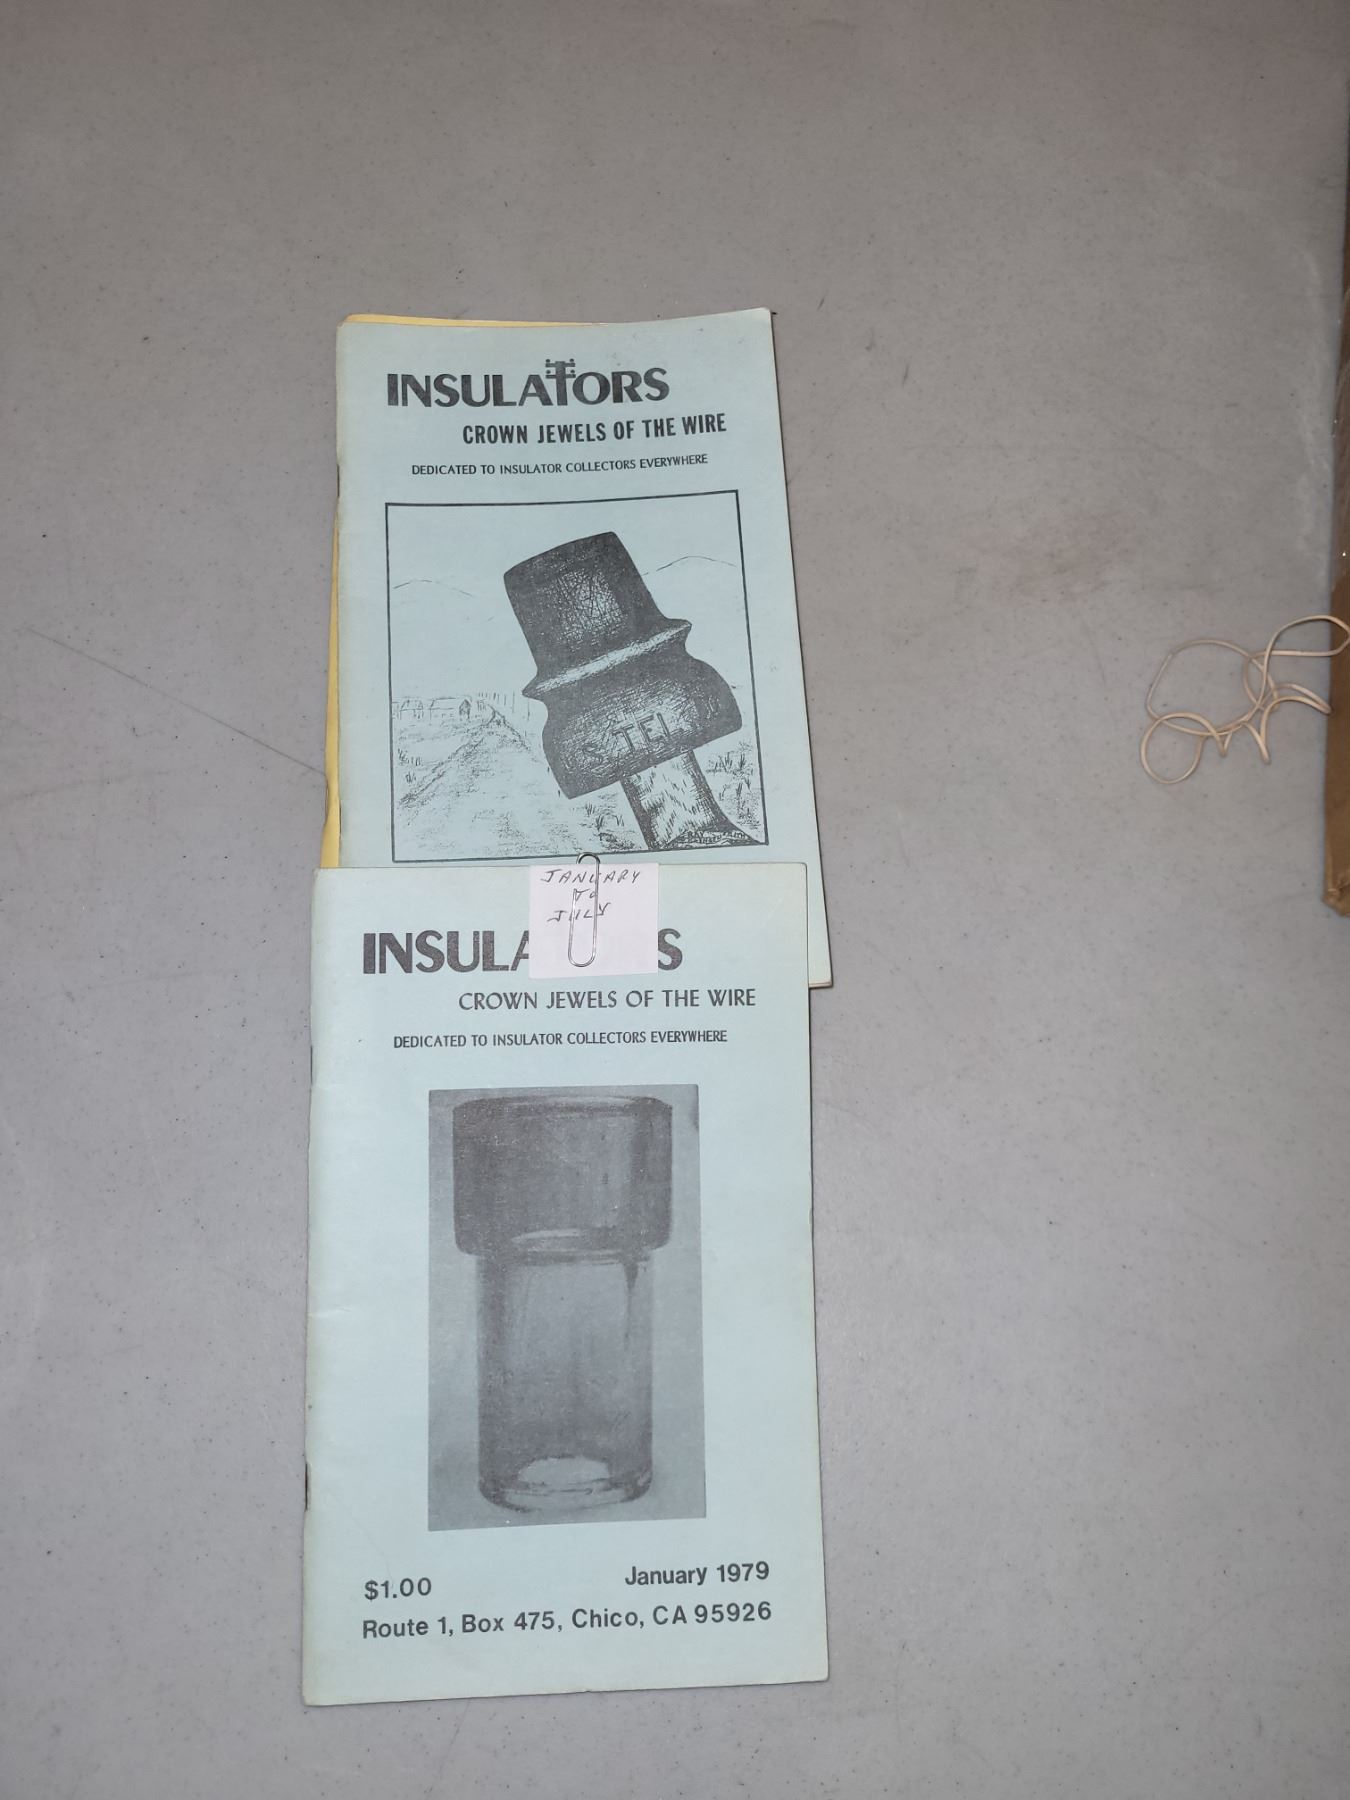 INSULATORS
CROWN JEWELS OF THE WIRE
DEDICATED TO INSULATOR COLLECTORS EVERYWHERE
S. TEL
JANUARY
TO
JULY
INSULA S
CROWN JEWELS OF THE WIRE
DEDICATED TO INSULATOR COLLECTORS EVERYWHERE
$1.00 January 1979
Route 1, Box 475, Chico, CA 95926